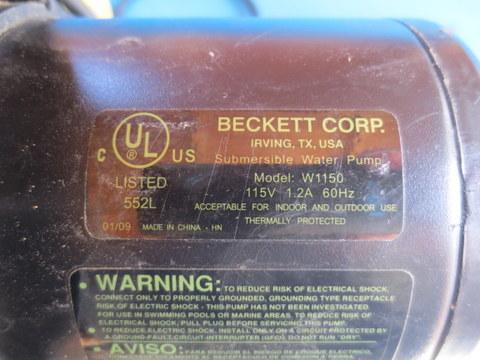 BECKETT CORP.
IRVING, TX, USA
Submersible Water Pump
Model: W1150
115V 1.2A 60Hz
ACCEPTABLE FOR INDOOR AND OUTDOOR USE
THERMALLY PROTECTED
C UL US
®
LISTED
552L
01/09 MADE IN CHINA - HN
• WARNING: TO REDUCE RISK OF ELECTRICAL SHOCK,
CONNECT ONLY TO PROPERLY GROUNDED, GROUNDING TYPE RECEPTACLE
RISK OF ELECTRIC SHOCK - THIS PUMP HAS NOT BEEN INVESTIGATED
FOR USE IN SWIMMING POOLS OR MARINE AREAS. TO REDUCE RISK OF
ELECTRICAL SHOCK, PULL PLUG BEFORE SERVICING THIS PUMP.
• TO REDUCE ELECTRIC SHOCK, INSTALL ONLY ON A CIRCUIT PROTECTED BY
A GROUND-FAULT CIRCUIT-INTERRUPTER (GFCI). DO NOT RUN "DRY".
• AVISO: PARA REDUCIR EL RIESGO DE